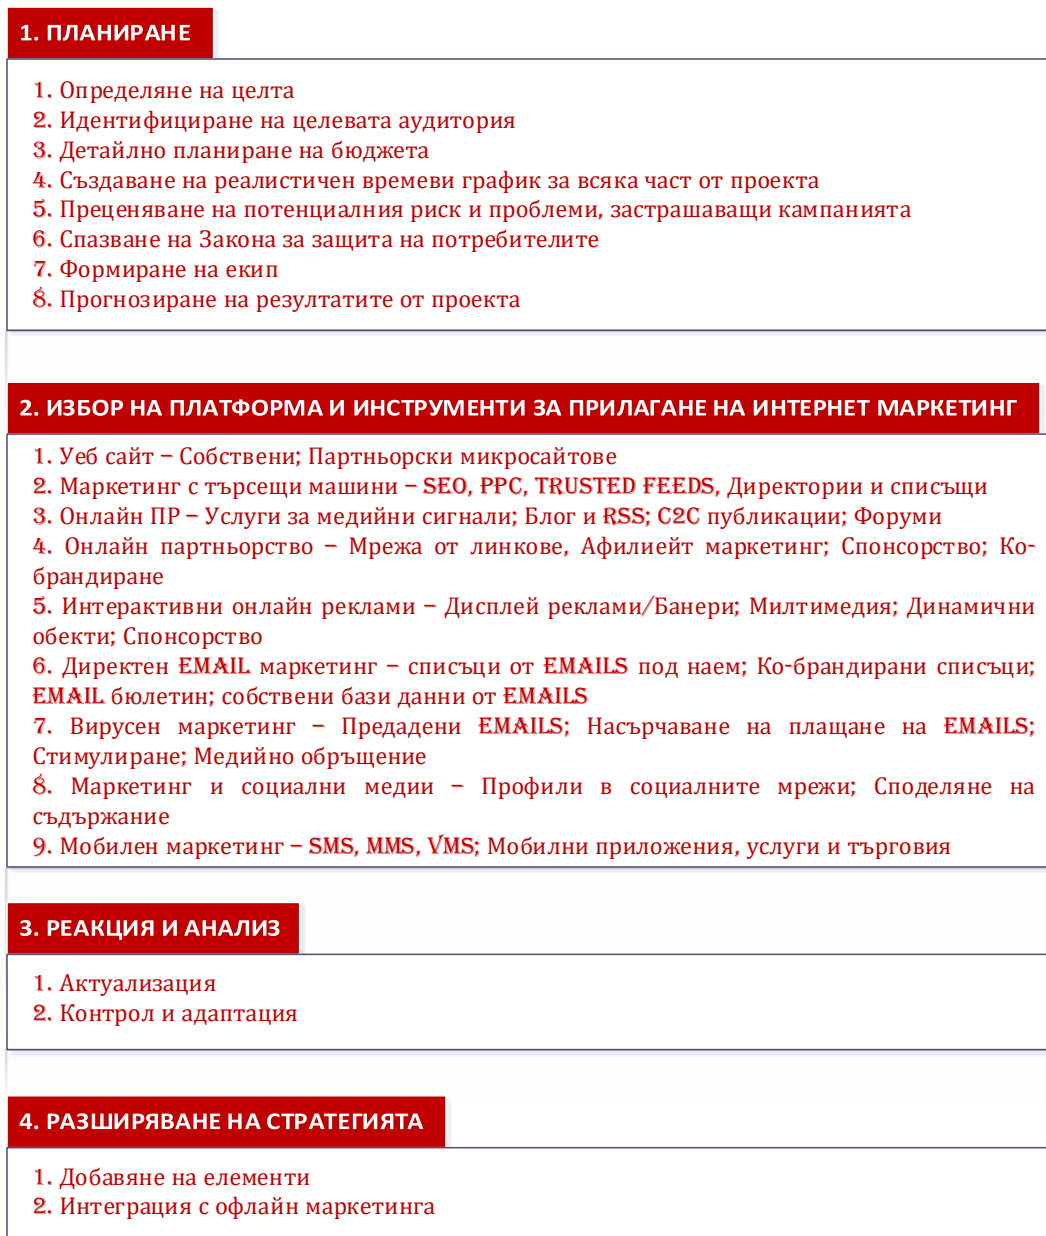 1. ПЛАНИРАНЕ
1. Определяне на целта
2. Идентифициране на целевата аудитория
3. Детайлно планиране на бюджета
4. Създаване на реалистичен времеви график за всяка част от проекта
5. Преценяване на потенциалния риск и проблеми, застрашаващи кампанията
6. Спазване на Закона за защита на потребителите
7. Формиране на екип
8. Прогнозиране на резултатите от проекта
2. ИЗБОР НА ПЛАТФОРМА И ИНСТРУМЕНТИ ЗА ПРИЛАГАНЕ НА ИНТЕРНЕТ МАРКЕТИНГ
1. Уеб сайт – Собствени; Партньорски микросайтове
2. Маркетинг с търсещи машини – SEO, PPC, TRUSTED FEEDS, Директории и списъци
3. Онлайн ПР – Услуги за медийни сигнали; Блог и RSS; C2C публикации; Форуми
4. Онлайн партньорство – Мрежа от линкове, Афилиейт маркетинг; Спонсорство; Ко-
брандиране
5. Интерактивни онлайн реклами – Дисплей реклами/Банери; Милтимедия; Динамични
обекти; Спонсорство
6. Директен EMAIL маркетинг – списъци от EMAILS под наем; Ко-брандирани списъци;
EMAIL бюлетин; собствени бази данни от EMAILS
7. Вирусен маркетинг – Предадени EMAILS; Насърчаване на плащане на EMAILS;
Стимулиране; Медийно обръщение
8. Маркетинг и социални медии – Профили в социалните мрежи; Споделяне на
съдържание
9. Мобилен маркетинг – SMS, MMS, VMS; Мобилни приложения, услуги и търговия
3. РЕАКЦИЯ И АНАЛИЗ
1. Актуализация
2. Контрол и адаптация
4. РАЗШИРЯВАНЕ НА СТРАТЕГИЯТА
1. Добавяне на елементи
2. Интеграция с офлайн маркетинга